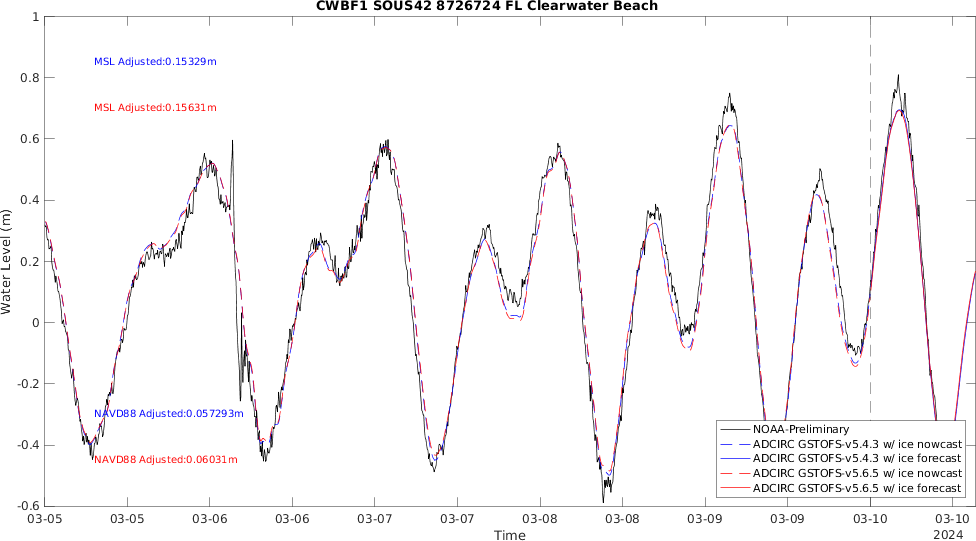 CWBF1 SOUS42 8726724 FL Clearwater Beach
1
0.8
0.6
0.4
0.2
0
-0.2
-0.4
-0.6
Water Level (m)
MSL Adjusted:0.15329m
MSL Adjusted:0.15631m
NAVD88 Adjusted:0.057293m
NAVD88 Adjusted:0.06031m
NOAA-Preliminary
ADCIRC GSTOFS-v5.4.3 w/ ice nowcast
ADCIRC GSTOFS-v5.4.3 w/ ice forecast
ADCIRC GSTOFS-v5.6.5 w/ ice nowcast
ADCIRC GSTOFS-v5.6.5 w/ ice forecast
03-05 03-05 03-06 03-06 03-07 03-07 03-08 03-08 03-09 03-09 03-10 03-10
2024
Time